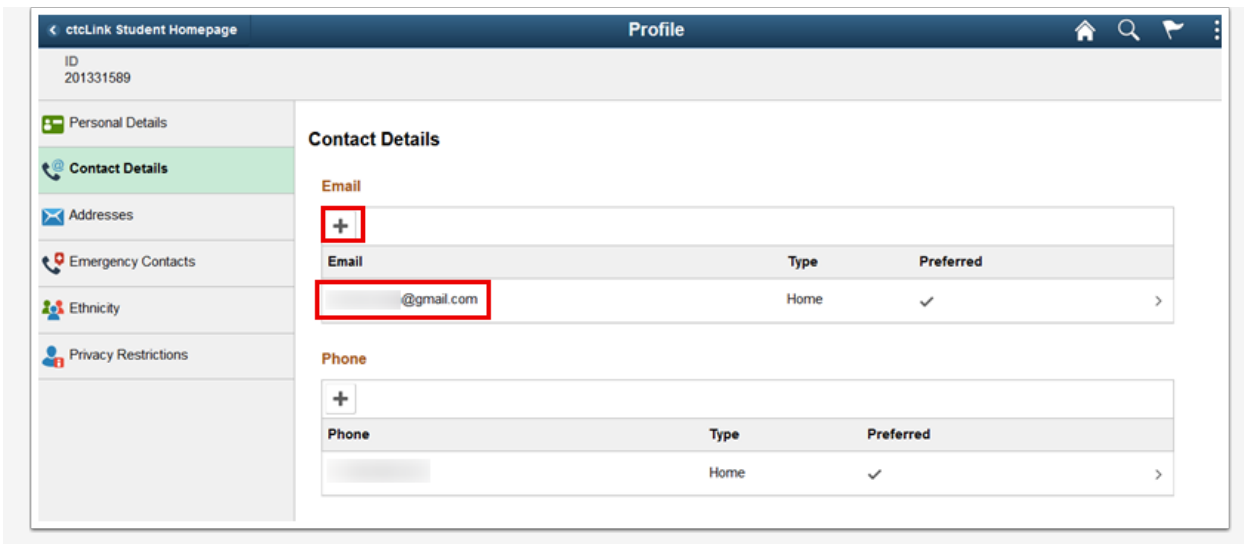 ctcLink Student Homepage
Profile
ID
201331589
Personal Details
Contact Details
Addresses
Emergency Contacts
Ethnicity
Privacy Restrictions
Contact Details
Email
Email Type Preferred
@gmail.com Home
Phone
Phone Type Preferred
Home